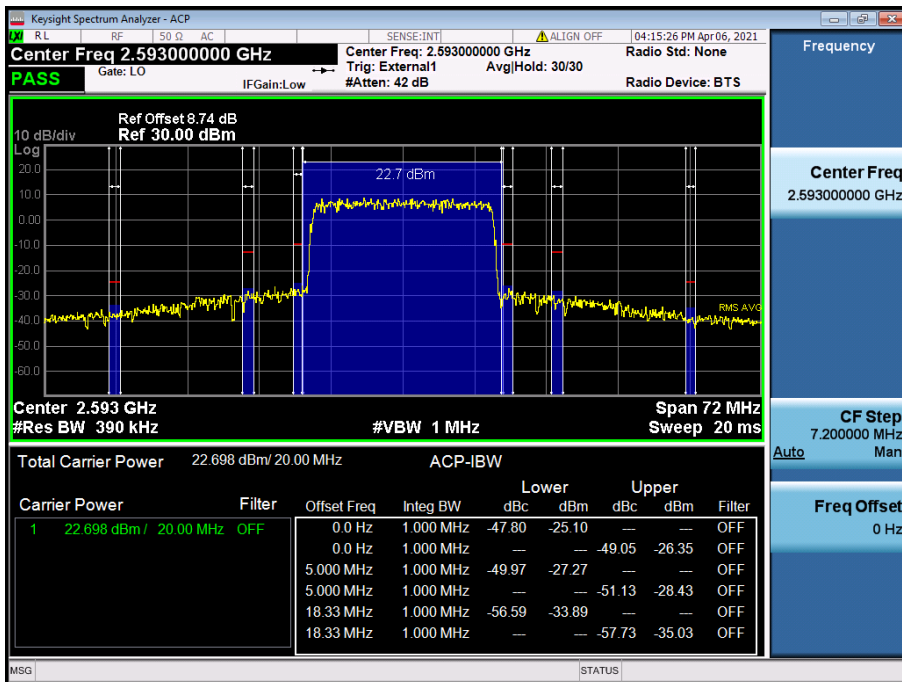 Keysight Spectrum Analyzer - ACP
LXI RL RF 50 Ω AC SENSE:INT ALIGN OFF 04:15:26 PM Apr 06, 2021
Center Freq 2.593000000 GHz Center Freq: 2.593000000 GHz Radio Std: None
Gate: LO Trig: External1 Avg|Hold: 30/30
PASS IFGain:Low #Atten: 42 dB Radio Device: BTS
Frequency
Ref Offset 8.74 dB
10 dB/div Ref 30.00 dBm
Log
20.0
10.0
0.00
-10.0
-20.0
-30.0
-40.0
-50.0
-60.0
22.7 dBm
RMS AVG
Center 2.593 GHz Span 72 MHz
#Res BW 390 kHz #VBW 1 MHz Sweep 20 ms
Center Freq
2.593000000 GHz
CF Step
7.200000 MHz
Auto Man
Freq Offset
0 Hz
Total Carrier Power 22.698 dBm/ 20.00 MHz ACP-IBW
Lower Upper
Carrier Power Filter Offset Freq Integ BW dBc dBm dBc dBm Filter
1 22.698 dBm / 20.00 MHz OFF 0.0 Hz 1.000 MHz -47.80 -25.10 --- --- OFF
0.0 Hz 1.000 MHz --- --- -49.05 -26.35 OFF
5.000 MHz 1.000 MHz -49.97 -27.27 --- --- OFF
5.000 MHz 1.000 MHz --- --- -51.13 -28.43 OFF
18.33 MHz 1.000 MHz -56.59 -33.89 --- --- OFF
18.33 MHz 1.000 MHz --- --- -57.73 -35.03 OFF
MSG STATUS